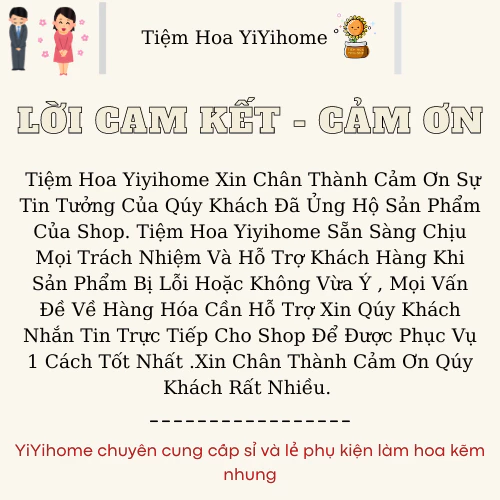 Tiệm Hoa YiYihome
LỜI CAM KẾT - CẢM ƠN
Tiệm Hoa Yiyihome Xin Chân Thành Cảm Ơn Sự
Tin Tưởng Của Qúy Khách Đã Ủng Hộ Sản Phẩm
Của Shop. Tiệm Hoa Yiyihome Sẵn Sàng Chịu
Mọi Trách Nhiệm Và Hỗ Trợ Khách Hàng Khi
Sản Phẩm Bị Lỗi Hoặc Không Vừa Ý , Mọi Vấn
Đề Về Hàng Hóa Cần Hỗ Trợ Xin Qúy Khách
Nhắn Tin Trực Tiếp Cho Shop Để Được Phục Vụ
1 Cách Tốt Nhất .Xin Chân Thành Cảm Ơn Qúy
Khách Rất Nhiều.
YiYihome chuyên cung cấp sỉ và lẻ phụ kiện làm hoa kẽm
nhung